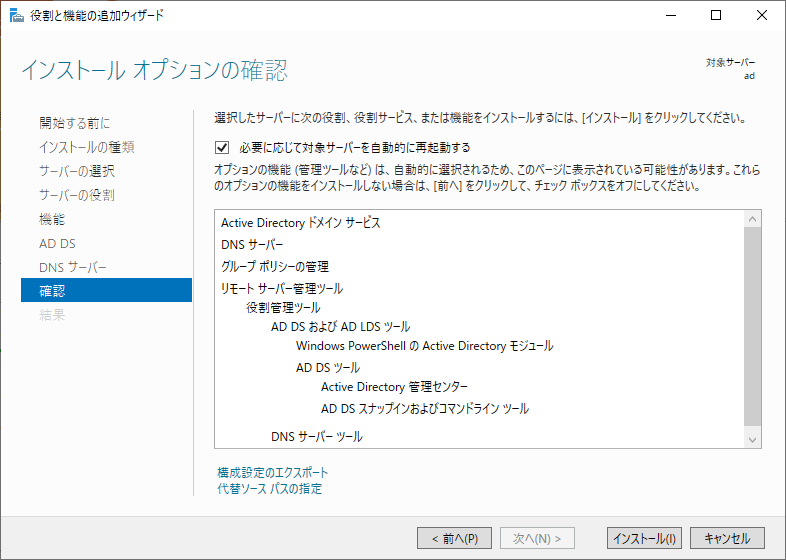 役割と機能の追加ウィザード
インストール オプションの確認
対象サーバー
ad
開始する前に
インストールの種類
サーバーの選択
サーバーの役割
機能
AD DS
DNS サーバー
確認
結果
選択したサーバーに次の役割、役割サービス、または機能をインストールするには、[インストール] をクリックしてください。
必要に応じて対象サーバーを自動的に再起動する
オプションの機能 (管理ツールなど) は、自動的に選択されるため、このページに表示されている可能性があります。これら
のオプションの機能をインストールしない場合は、[前へ] をクリックして、チェック ボックスをオフにしてください。
Active Directory ドメイン サービス
DNS サーバー
グループ ポリシーの管理
リモート サーバー管理ツール
役割管理ツール
AD DS および AD LDS ツール
Windows PowerShell の Active Directory モジュール
AD DS ツール
Active Directory 管理センター
AD DS スナップインおよびコマンドライン ツール
DNS サーバー ツール
構成設定のエクスポート
代替ソース パスの指定
< 前へ(P)
次へ(N) >
インストール(I)
キャンセル